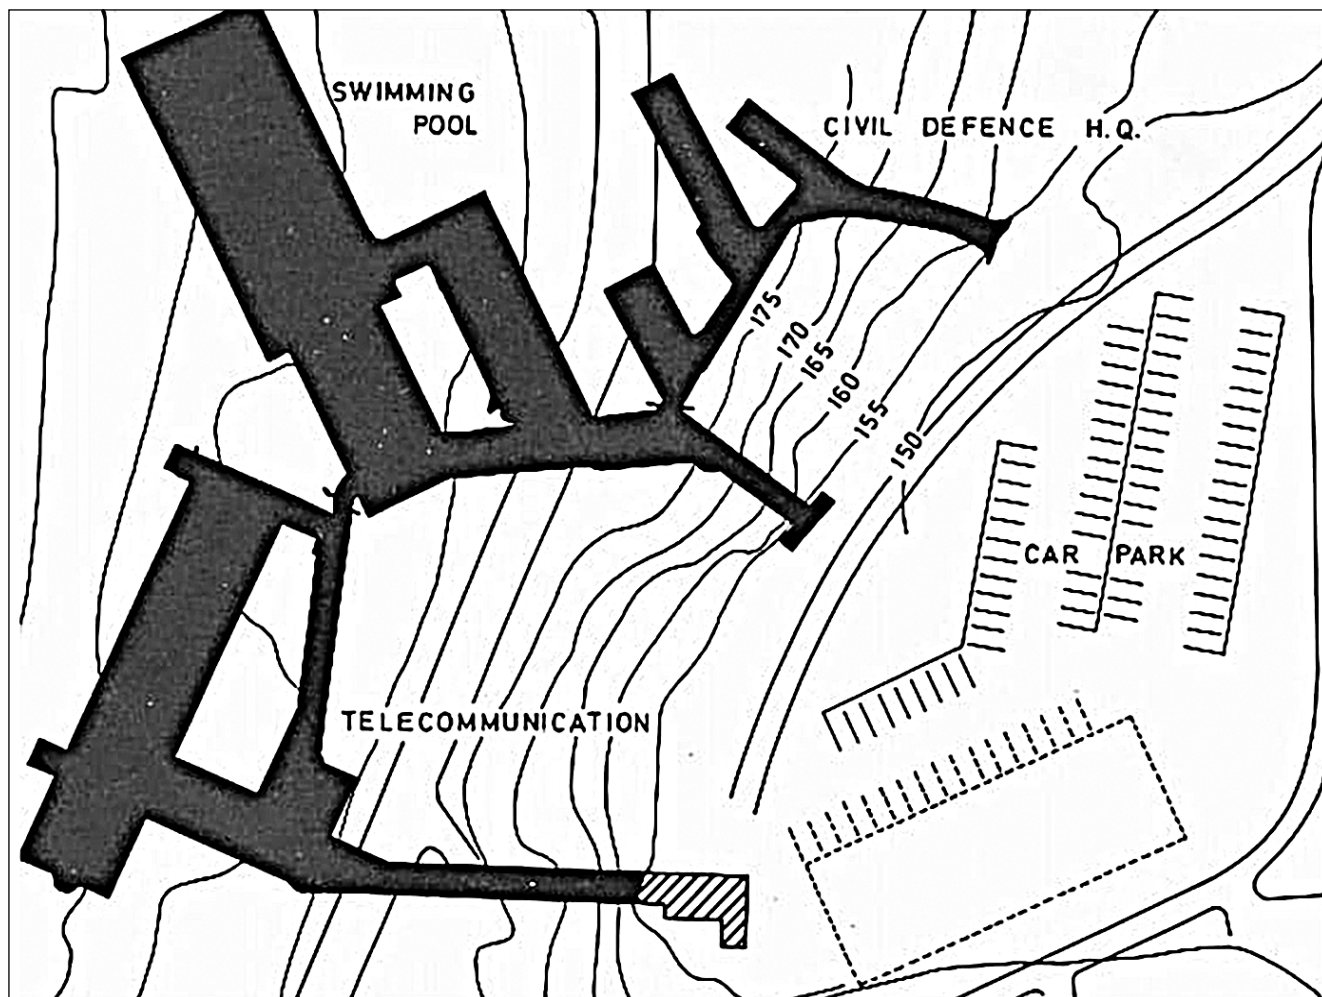 SWIMMING
POOL
CIVIL DEFENCE H.Q.
175
170
165
160
155
150
CAR PARK
TELECOMMUNICATION